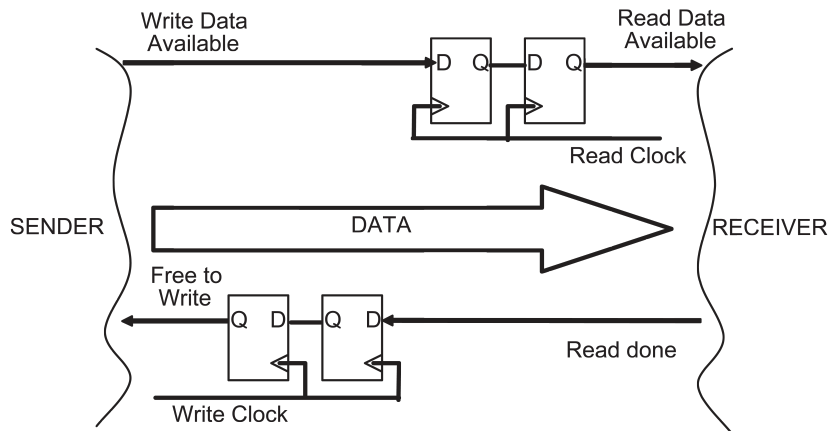 Write Data
Available
Read Data
Available
D Q D Q
Read Clock
SENDER
DATA
RECEIVER
Free to
Write
Q D Q D
Read done
Write Clock